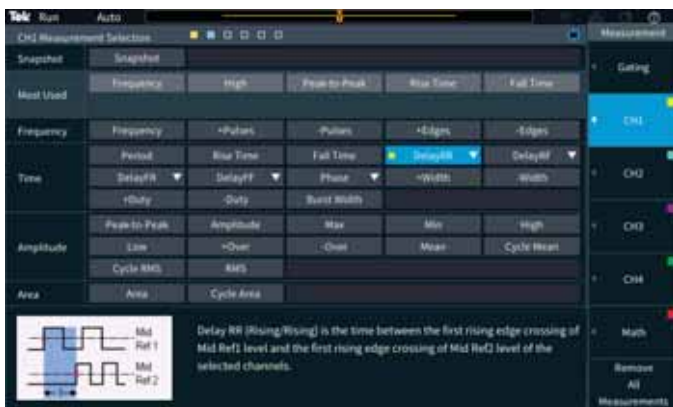 Tek Run Auto
CH1 Measurement Selection
Measurement
Snapshot Snapshot
Gating
Most Used Frequency High Peak-to-Peak Rise Time Fall Time
CH1
Frequency Frequency +Pulses -Pulses +Edges -Edges
Time Period Rise Time Fall Time DelayRR DelayRF
DelayFR DelayFF Phase +Width -Width
CH2
+Duty -Duty Burst Width
Amplitude Peak-to-Peak Amplitude Max Min High
CH3
Low +Over -Over Mean Cycle Mean
Cycle RMS RMS
CH4
Area Area Cycle Area
Mid
Ref 1
Mid
Ref 2
Delay RR (Rising/Rising) is the time between the first rising edge crossing of
Mid Ref1 level and the first rising edge crossing of Mid Ref2 level of the
selected channels.
Math
Remove
All
Measurements